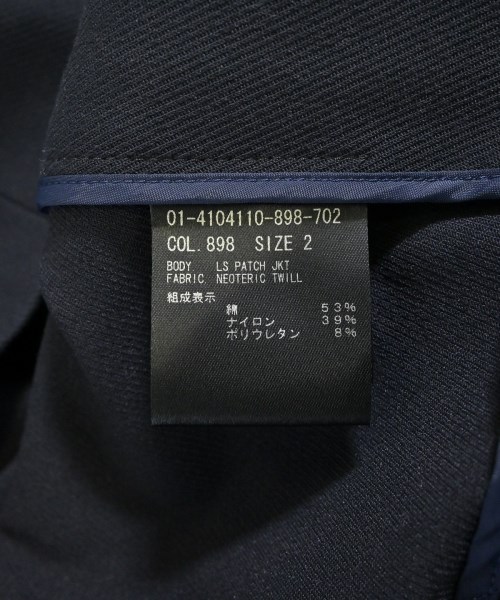 01-4104110-898-702
COL. 898 SIZE 2
BODY LS PATCH JKT
FABRIC NEOTERIC TWILL
組成表示
綿 53%
ナイロン 39%
ポリウレタン 8%